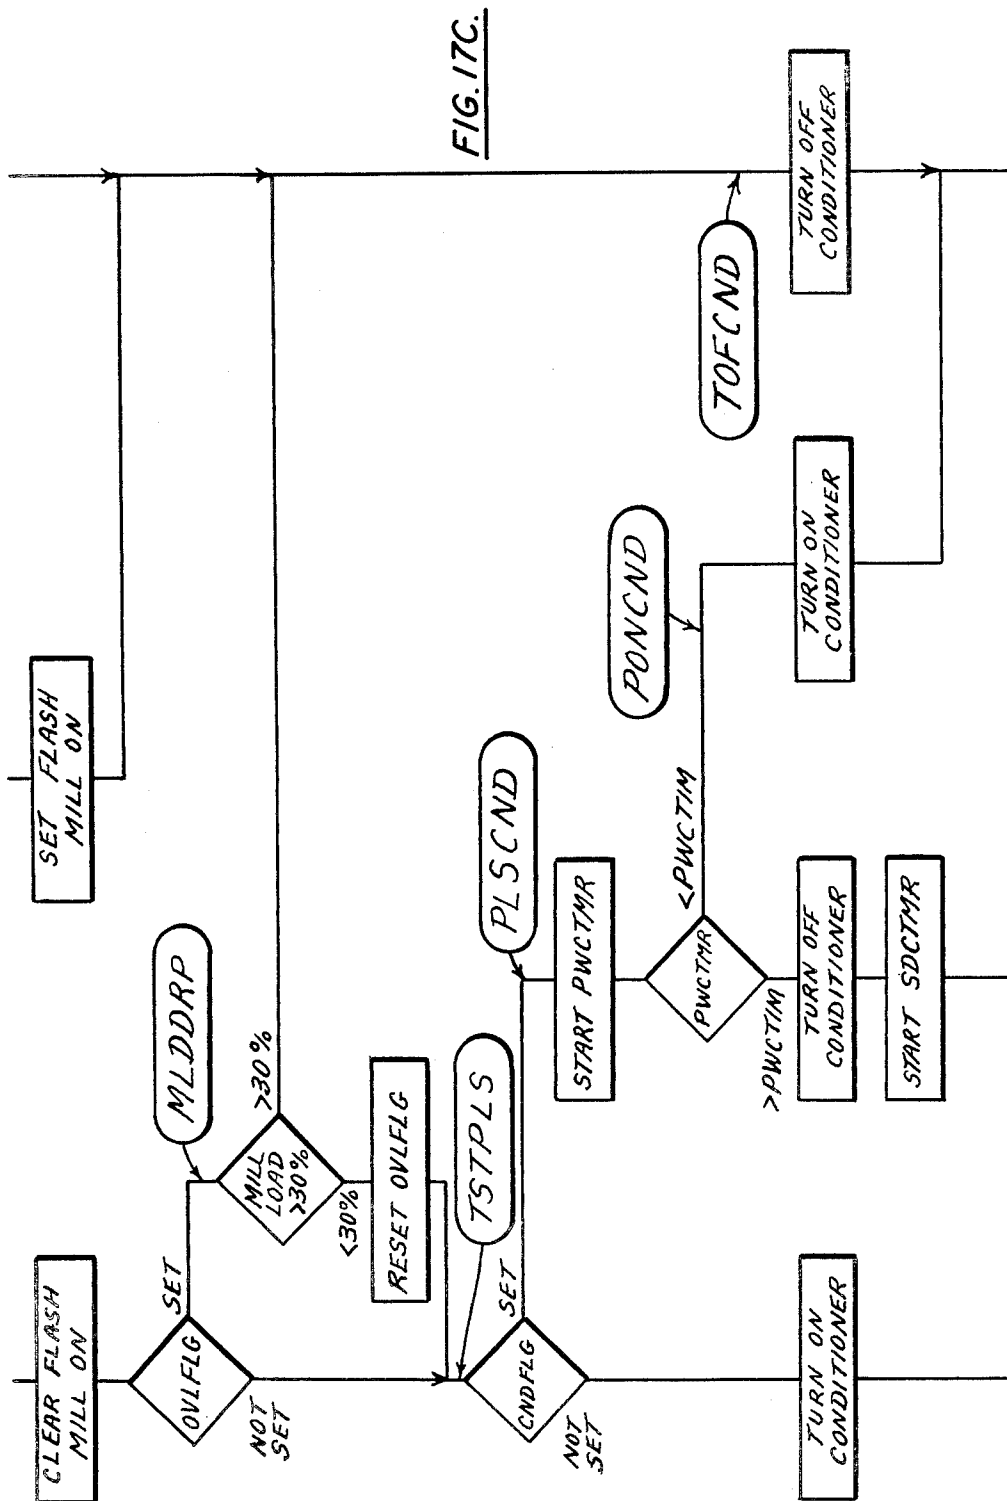 CLEAR FLASH
MILL ON
SET FLASH
MILL ON
OVLFLG
SET
NOT
SET
MLDDRP
MILL
LOAD
>30%
>30%
<30%
RESET OVLFLG
TSTPLS
CNDFLG
SET
NOT
SET
PLSCND
START PWCTMR
PWCTMR
<PWCTIM
>PWCTIM
PONCND
TOFCND
TURN ON
CONDITIONER
TURN OFF
CONDITIONER
START SDCTMR
TURN ON
CONDITIONER
TURN OFF
CONDITIONER
FIG. 17C.